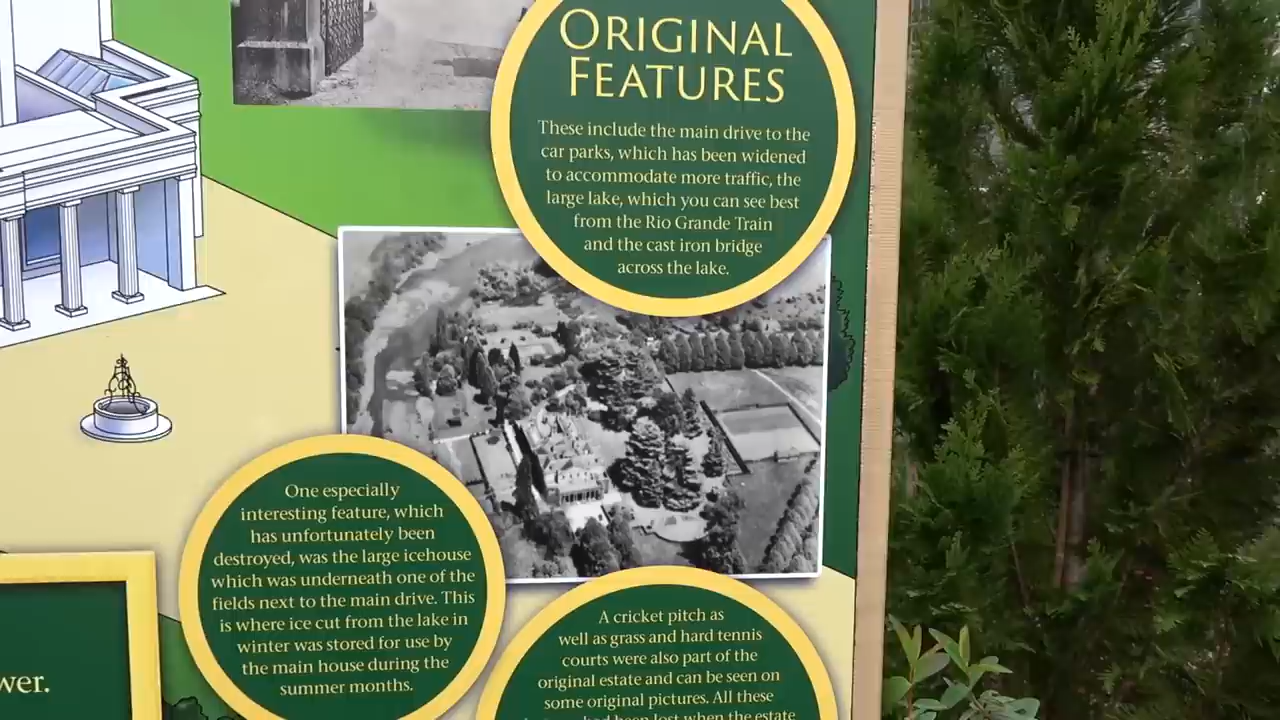 ORIGINAL
FEATURES
These include the main drive to the
car parks, which has been widened
to accommodate more traffic, the
large lake, which you can see best
from the Rio Grande Train
and the cast iron bridge
across the lake.
One especially
interesting feature, which
has unfortunately been
destroyed, was the large icehouse
which was underneath one of the
fields next to the main drive. This
is where ice cut from the lake in
winter was stored for use by
the main house during the
summer months.
wer.
A cricket pitch as
well as grass and hard tennis
courts were also part of the
original estate and can be seen on
some original pictures. All these
had been lost when the estate